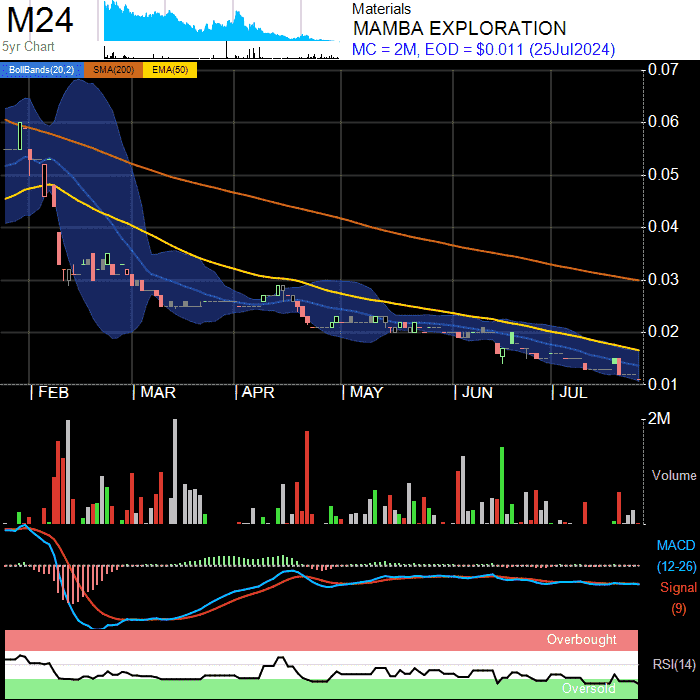 M24
5yr Chart
Materials
MAMBA EXPLORATION
MC = 2M, EOD = $0.011 (25Jul2024)
BollBands(20,2) SMA(200) EMA(50)
0.07
0.06
0.05
0.04
0.03
0.02
0.01
FEB MAR APR MAY JUN JUL
2M
Volume
MACD
(12-26)
Signal
(9)
Overbought
RSI(14)
Oversold